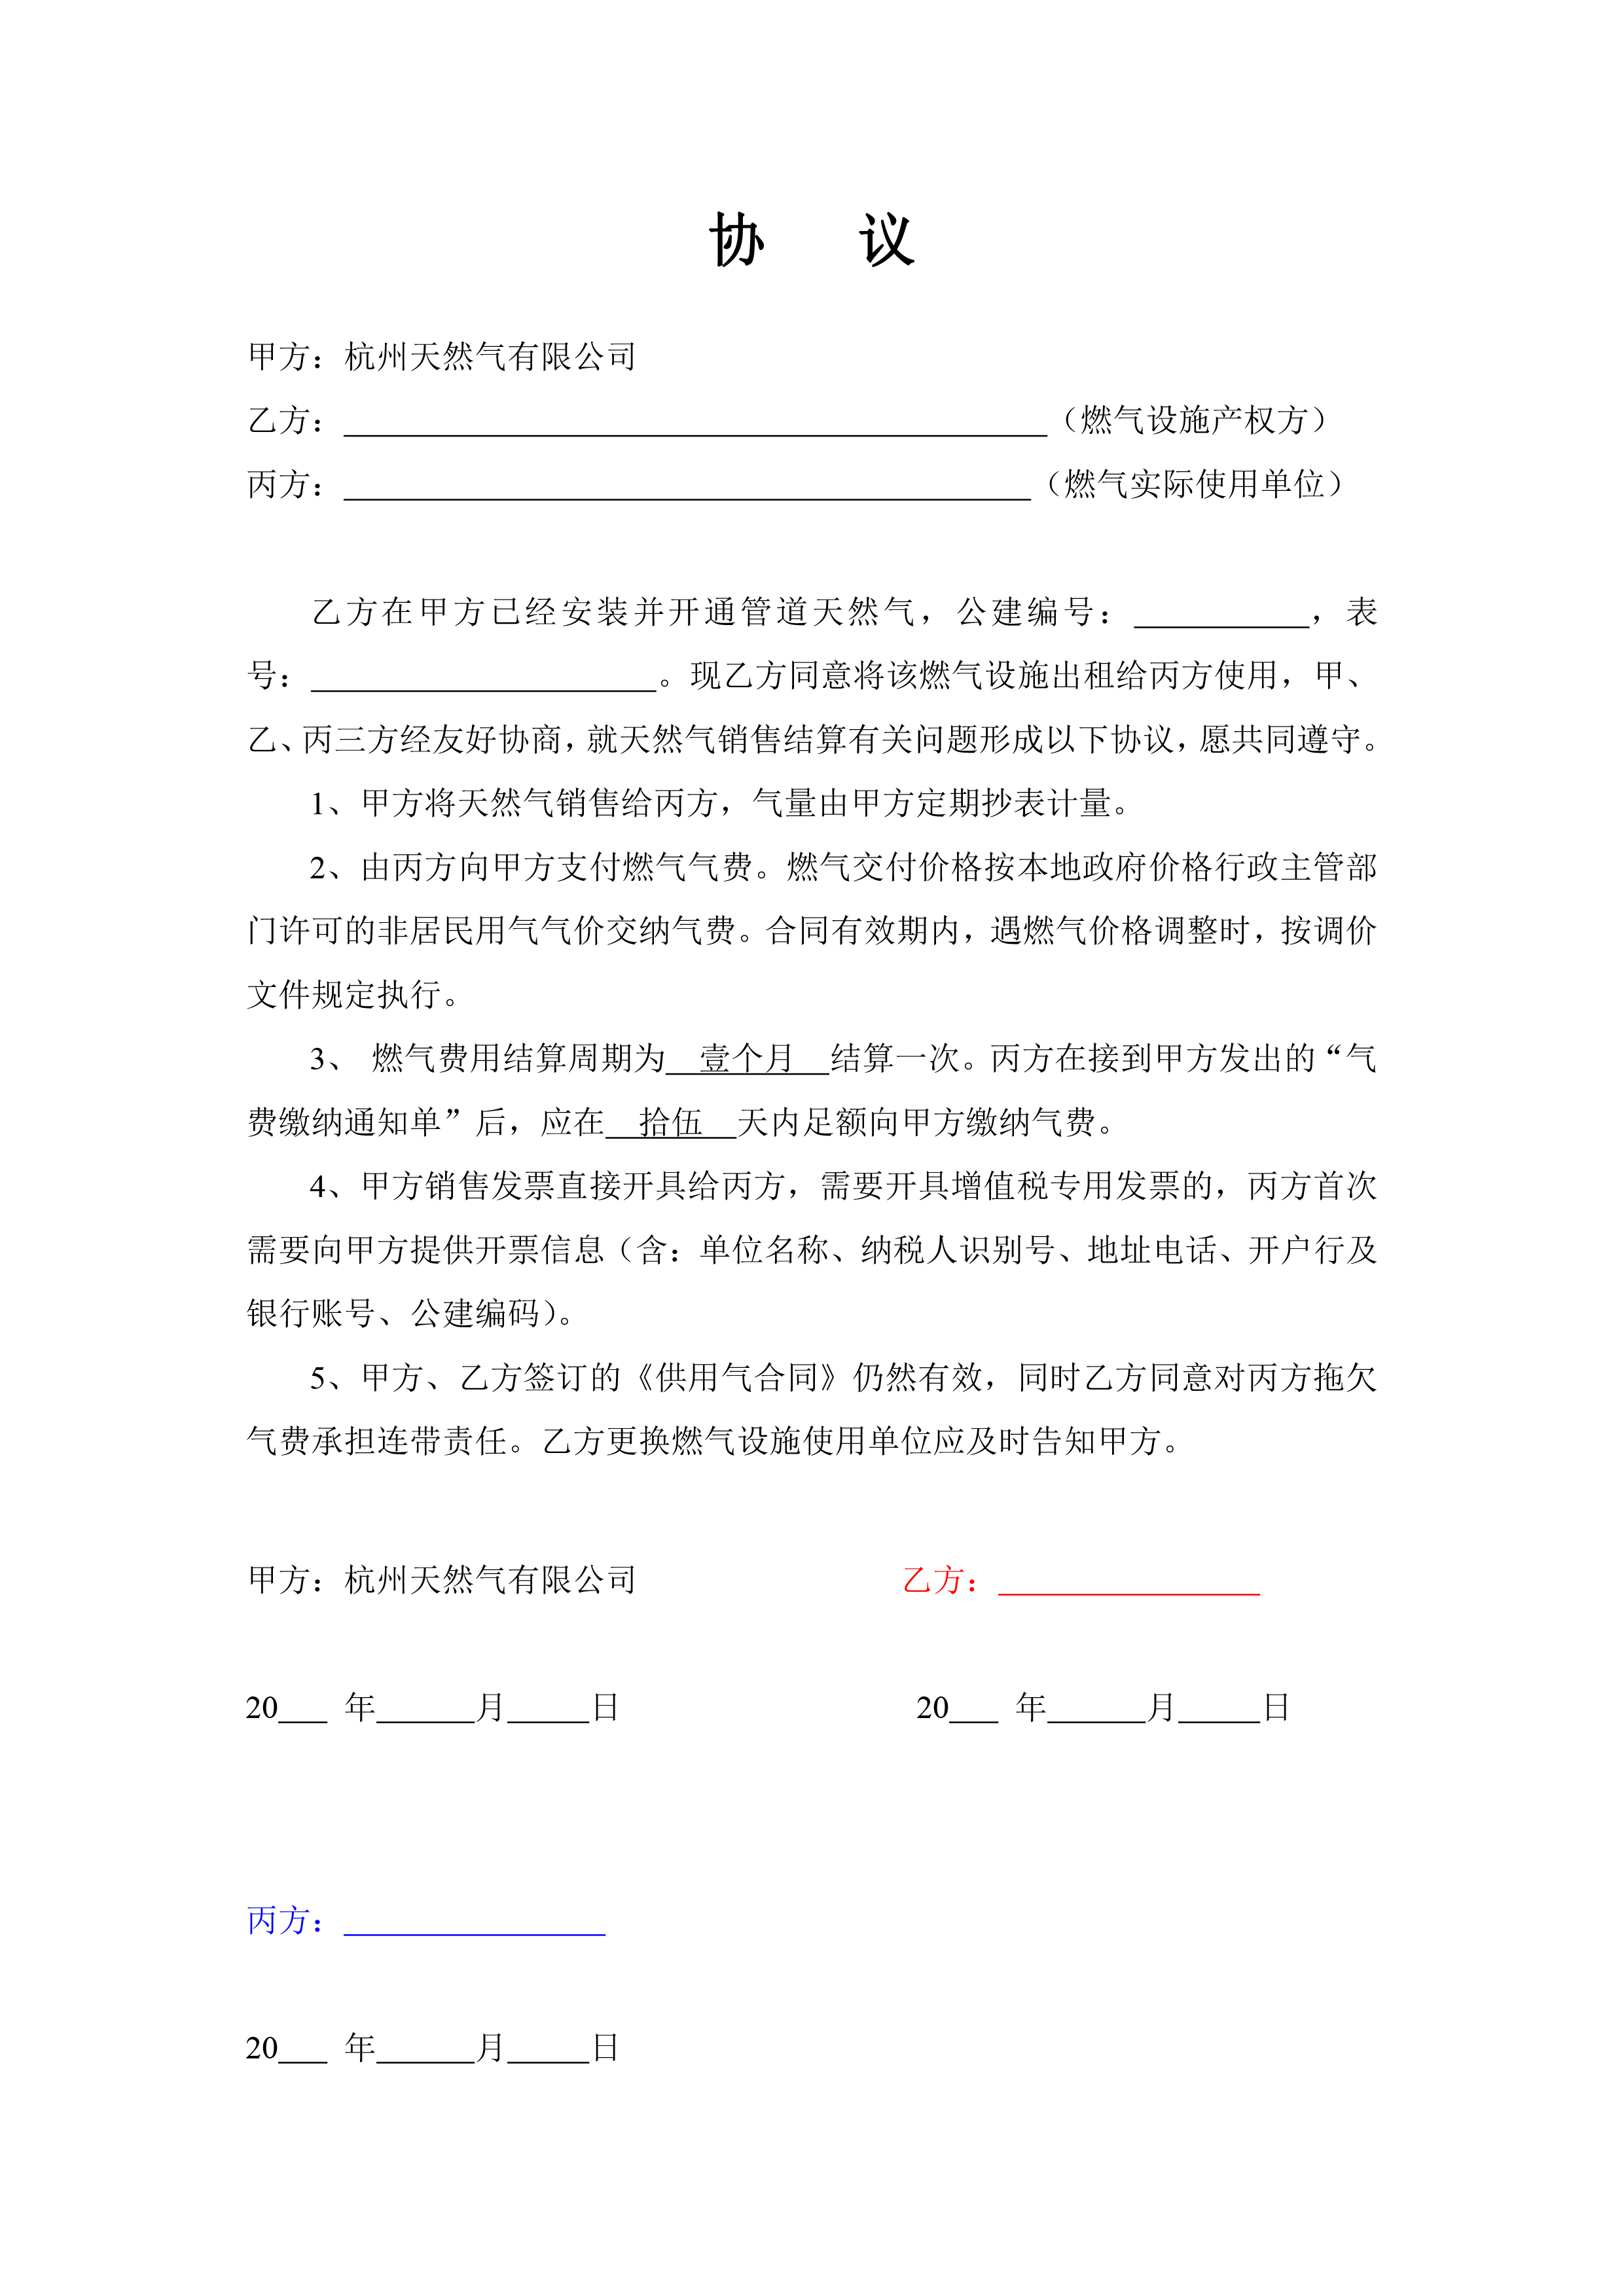 协 议
甲方：杭州天然气有限公司
乙方：___________________________________________（燃气设施产权方）
丙方：__________________________________________（燃气实际使用单位）
乙方在甲方已经安装并开通管道天然气，公建编号：___________，表
号：_____________________。现乙方同意将该燃气设施出租给丙方使用，甲、
乙、丙三方经友好协商，就天然气销售结算有关问题形成以下协议，愿共同遵守。
1、甲方将天然气销售给丙方，气量由甲方定期抄表计量。
2、由丙方向甲方支付燃气气费。燃气交付价格按本地政府价格行政主管部
门许可的非居民用气气价交纳气费。合同有效期内，遇燃气价格调整时，按调价
文件规定执行。
3、 燃气费用结算周期为__壹个月__结算一次。丙方在接到甲方发出的“气
费缴纳通知单”后，应在__拾伍__天内足额向甲方缴纳气费。
4、甲方销售发票直接开具给丙方，需要开具增值税专用发票的，丙方首次
需要向甲方提供开票信息（含：单位名称、纳税人识别号、地址电话、开户行及
银行账号、公建编码）。
5、甲方、乙方签订的《供用气合同》仍然有效，同时乙方同意对丙方拖欠
气费承担连带责任。乙方更换燃气设施使用单位应及时告知甲方。
甲方：杭州天然气有限公司 乙方：________________
20___ 年______月_____日 20___ 年______月_____日
丙方：________________
20___ 年______月_____日